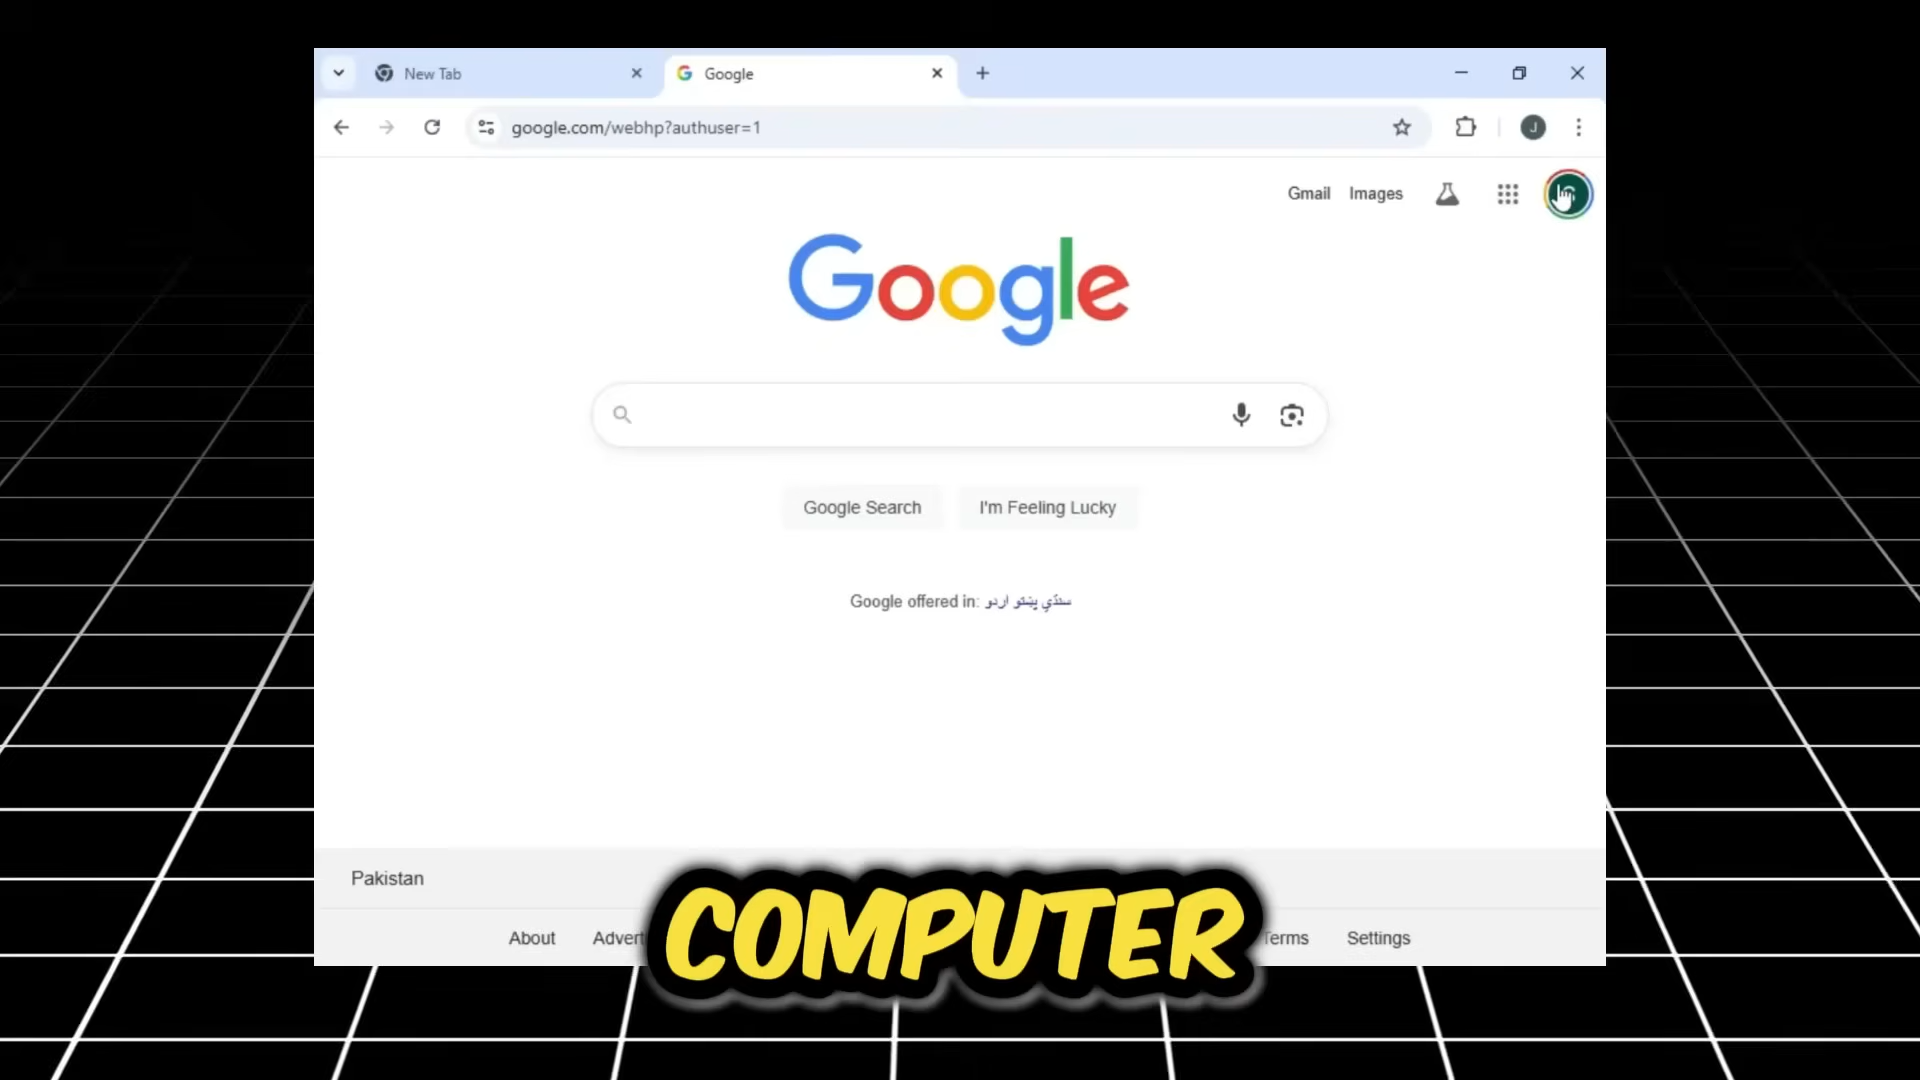 New Tab
Google
google.com/webhp?authuser=1
J
Gmail Images
Google
Google Search I'm Feeling Lucky
Google offered in: اردو پښتو سنڌي
Pakistan
About Terms Settings
COMPUTER